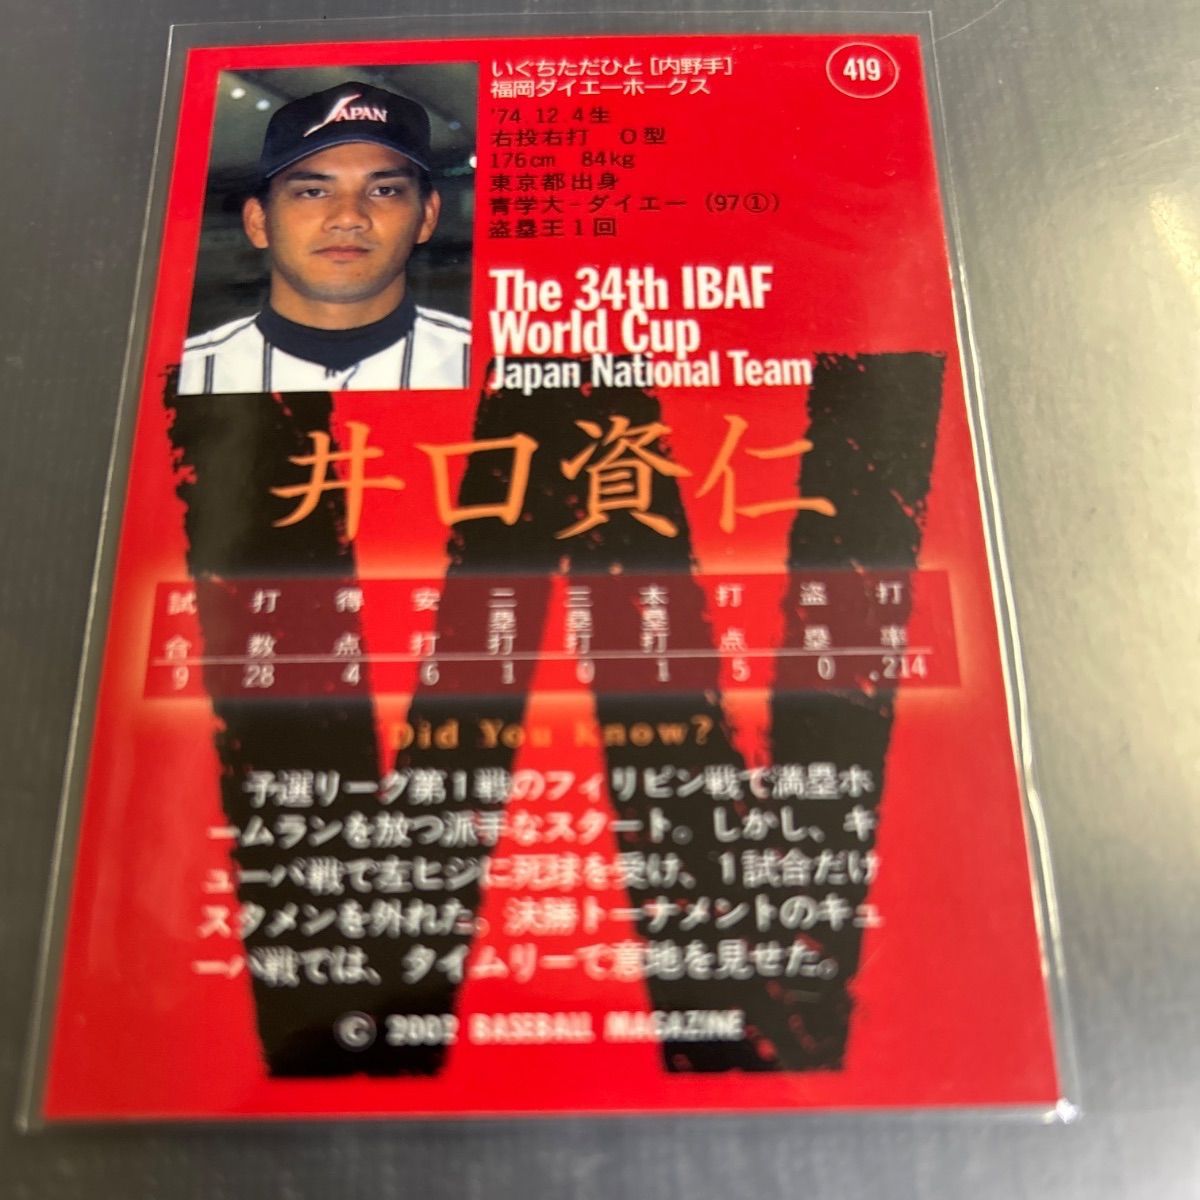 JAPAN
いぐちただひと[内野手]
福岡ダイエーホークス
419
'74.12.4生
右投右打 O型
176cm 84kg
東京都出身
青学大-ダイエー(97①)
盗塁王1回
The 34th IBAF
World Cup
Japan National Team
井口資仁
試合 打数 得点 安打 二塁打 三塁打 本塁打 打点 盗塁 打率
9 28 4 6 1 0 1 5 0 .214
Did You Know?
予選リーグ第1戦のフィリピン戦で満塁ホ
ームランを放つ派手なスタート。しかし、キ
ューバ戦で左ヒジに死球を受け、1試合だけ
スタメンを外れた。決勝トーナメントのキュ
ーバ戦では、タイムリーで意地を見せた。
© 2002 BASEBALL MAGAZINE